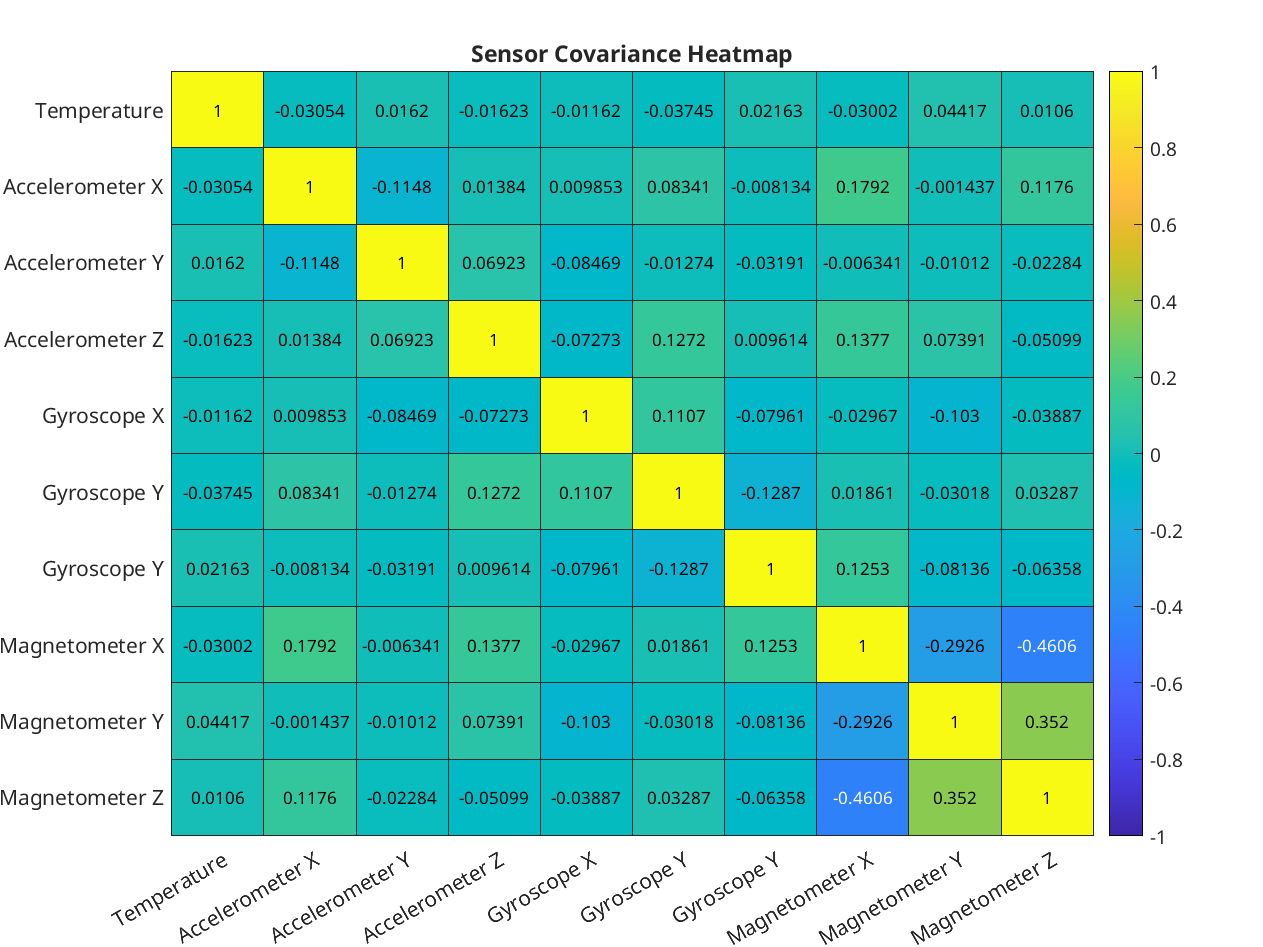 Sensor Covariance Heatmap
Temperature 1 -0.03054 0.0162 -0.01623 -0.01162 -0.03745 0.02163 -0.03002 0.04417 0.0106
Accelerometer X -0.03054 1 -0.1148 0.01384 0.009853 0.08341 -0.008134 0.1792 -0.001437 0.1176
Accelerometer Y 0.0162 -0.1148 1 0.06923 -0.08469 -0.01274 -0.03191 -0.006341 -0.01012 -0.02284
Accelerometer Z -0.01623 0.01384 0.06923 1 -0.07273 0.1272 0.009614 0.1377 0.07391 -0.05099
Gyroscope X -0.01162 0.009853 -0.08469 -0.07273 1 0.1107 -0.07961 -0.02967 -0.103 -0.03887
Gyroscope Y -0.03745 0.08341 -0.01274 0.1272 0.1107 1 -0.1287 0.01861 -0.03018 0.03287
Gyroscope Y 0.02163 -0.008134 -0.03191 0.009614 -0.07961 -0.1287 1 0.1253 -0.08136 -0.06358
Magnetometer X -0.03002 0.1792 -0.006341 0.1377 -0.02967 0.01861 0.1253 1 -0.2926 -0.4606
Magnetometer Y 0.04417 -0.001437 -0.01012 0.07391 -0.103 -0.03018 -0.08136 -0.2926 1 0.352
Magnetometer Z 0.0106 0.1176 -0.02284 -0.05099 -0.03887 0.03287 -0.06358 -0.4606 0.352 1
Temperature
Accelerometer X
Accelerometer Y
Accelerometer Z
Gyroscope X
Gyroscope Y
Gyroscope Y
Magnetometer X
Magnetometer Y
Magnetometer Z
1
0.8
0.6
0.4
0.2
0
-0.2
-0.4
-0.6
-0.8
-1